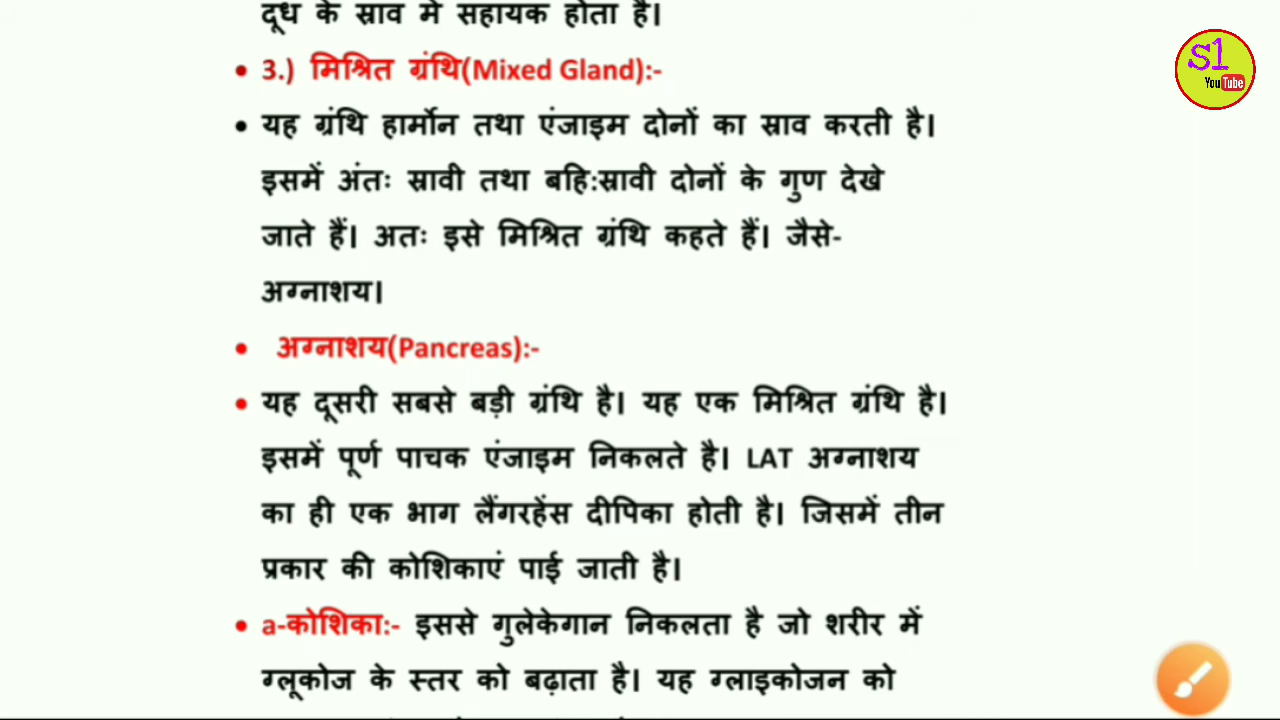 दूध के स्राव मे सहायक होता है।
• 3.) मिश्रित ग्रंथि(Mixed Gland):-
• यह ग्रंथि हार्मोन तथा एंजाइम दोनों का स्राव करती है।
इसमें अंतः स्रावी तथा बहि:स्रावी दोनों के गुण देखे
जाते हैं। अतः इसे मिश्रित ग्रंथि कहते हैं। जैसे-
अग्नाशय।
• अग्नाशय(Pancreas):-
• यह दूसरी सबसे बड़ी ग्रंथि है। यह एक मिश्रित ग्रंथि है।
इसमें पूर्ण पाचक एंजाइम निकलते है। LAT अग्नाशय
का ही एक भाग लैंगरहेंस दीपिका होती है। जिसमें तीन
प्रकार की कोशिकाएं पाई जाती है।
• a-कोशिका:- इससे गुलेकेगान निकलता है जो शरीर में
ग्लूकोज के स्तर को बढ़ाता है। यह ग्लाइकोजन को
S1
YouTube